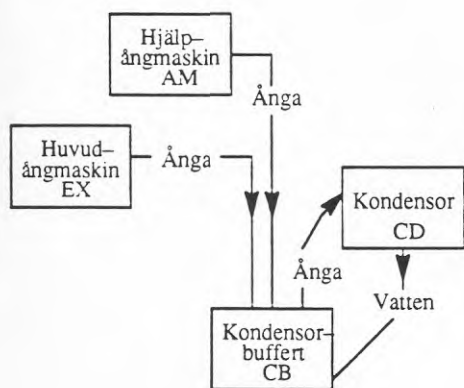 Hjälp–
ångmaskin
AM
Ånga
Huvud–
ångmaskin
EX
Ånga
Kondensor
CD
Ånga
Vatten
Kondensor–
buffert
CB